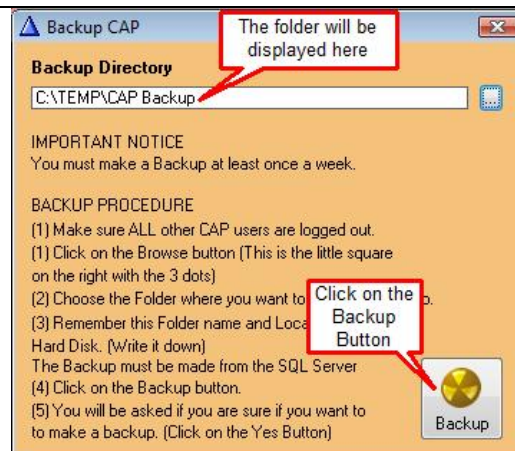 Backup CAP
The folder will be
displayed here
Backup Directory
C:\TEMP\CAP Backup
...
IMPORTANT NOTICE
You must make a Backup at least once a week.
BACKUP PROCEDURE
(1) Make sure ALL other CAP users are logged out.
(1) Click on the Browse button (This is the little square
on the right with the 3 dots)
(2) Choose the Folder where you want to
(3) Remember this Folder name and
Hard Disk. (Write it down)
The Backup must be made from the SQL Server
(4) Click on the Backup button.
(5) You will be asked if you are sure if you want to
to make a backup. (Click on the Yes Button)
Click on the
Backup
Button
Backup